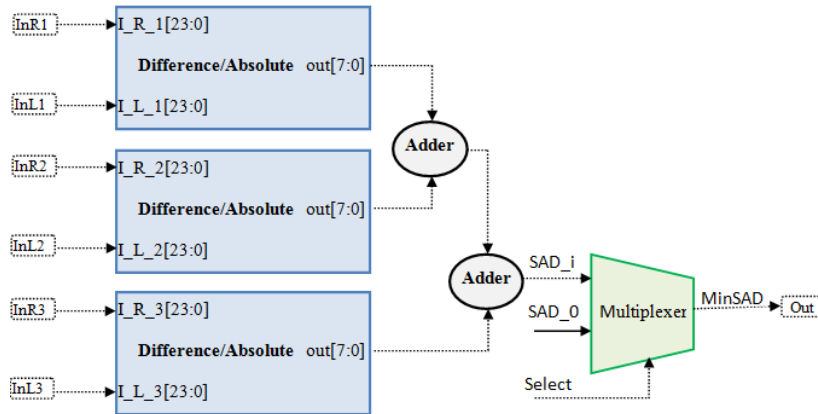 InR1
I_R_1[23:0]
Difference/Absolute out[7:0]
InL1
I_L_1[23:0]
Adder
InR2
I_R_2[23:0]
Difference/Absolute out[7:0]
InL2
I_L_2[23:0]
Adder
SAD_i
InR3
I_R_3[23:0]
SAD_0
Multiplexer
MinSAD
Out
Difference/Absolute out[7:0]
InL3
I_L_3[23:0]
Select